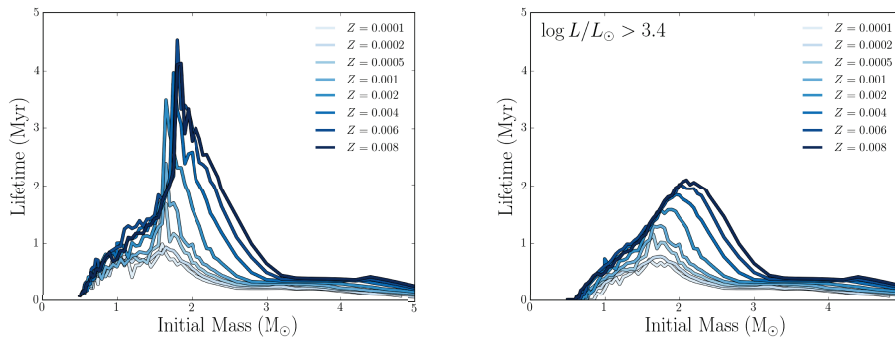 5
4
3
2
1
0
Lifetime (Myr)
Z = 0.0001
Z = 0.0002
Z = 0.0005
Z = 0.001
Z = 0.002
Z = 0.004
Z = 0.006
Z = 0.008
0 1 2 3 4 5
Initial Mass (M⊙)
5
4
3
2
1
0
Lifetime (Myr)
log L/L⊙ > 3.4
Z = 0.0001
Z = 0.0002
Z = 0.0005
Z = 0.001
Z = 0.002
Z = 0.004
Z = 0.006
Z = 0.008
0 1 2 3 4
Initial Mass (M⊙)